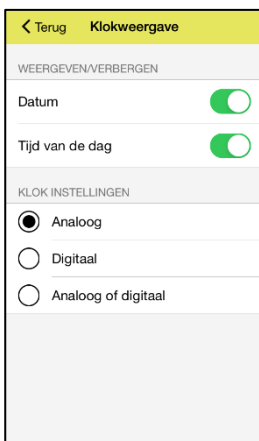 Terug Klokweergave
WEERGEVEN/VERBERGEN
Datum
Tijd van de dag
KLOK INSTELLINGEN
Analoog
Digitaal
Analoog of digitaal